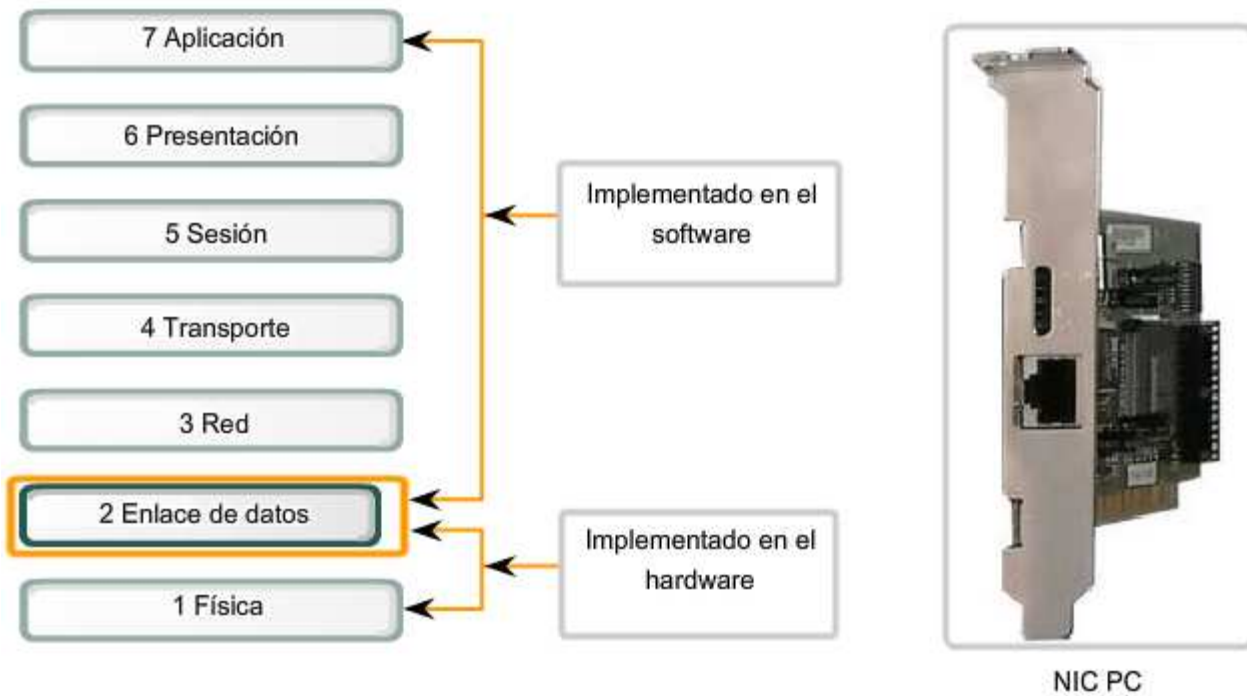 7 Aplicación
6 Presentación
5 Sesión
4 Transporte
3 Red
2 Enlace de datos
1 Física
Implementado en el
software
Implementado en el
hardware
NIC PC